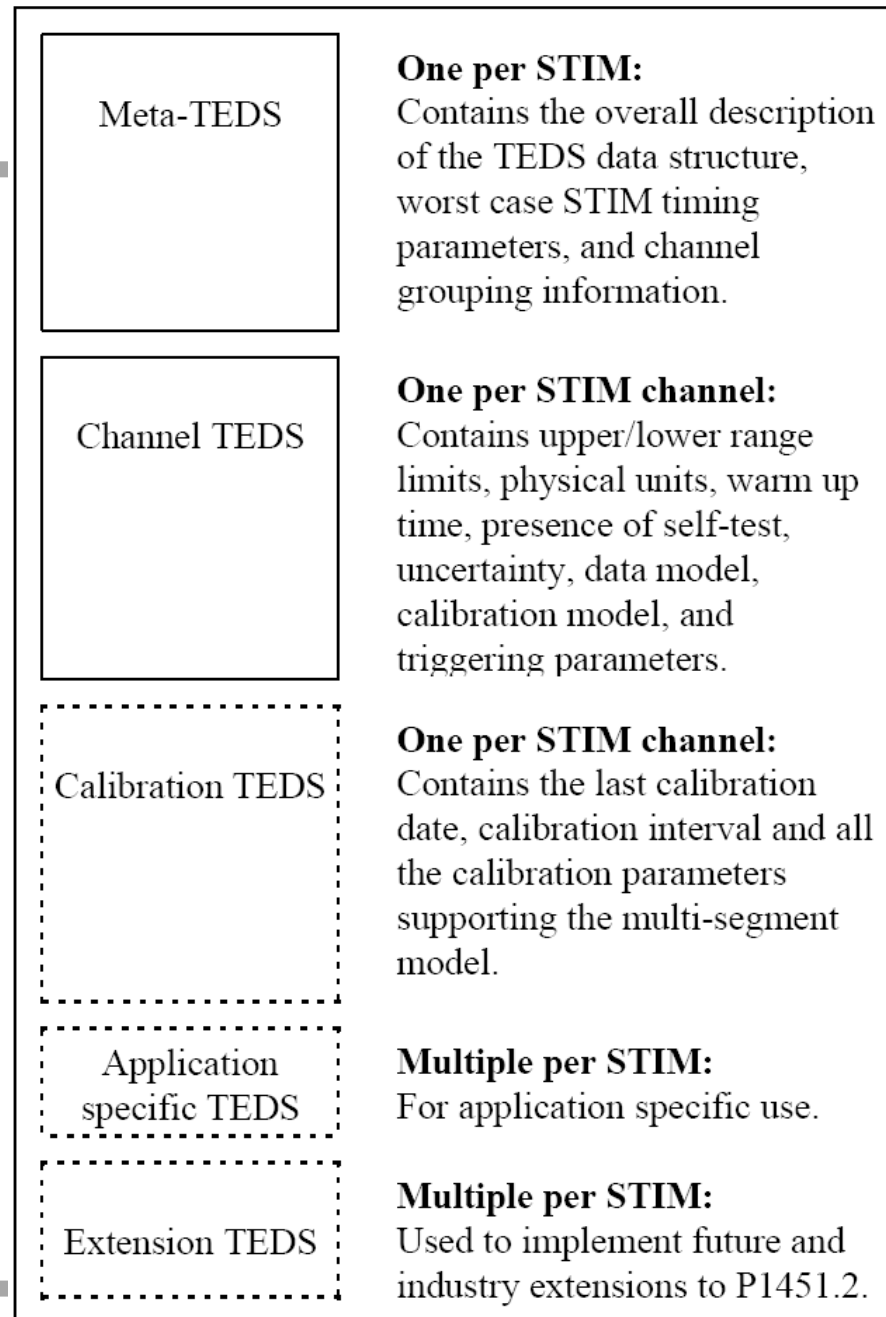 Meta-TEDS
One per STIM:
Contains the overall description
of the TEDS data structure,
worst case STIM timing
parameters, and channel
grouping information.
Channel TEDS
One per STIM channel:
Contains upper/lower range
limits, physical units, warm up
time, presence of self-test,
uncertainty, data model,
calibration model, and
triggering parameters.
Calibration TEDS
One per STIM channel:
Contains the last calibration
date, calibration interval and all
the calibration parameters
supporting the multi-segment
model.
Application
specific TEDS
Multiple per STIM:
For application specific use.
Extension TEDS
Multiple per STIM:
Used to implement future and
industry extensions to P1451.2.